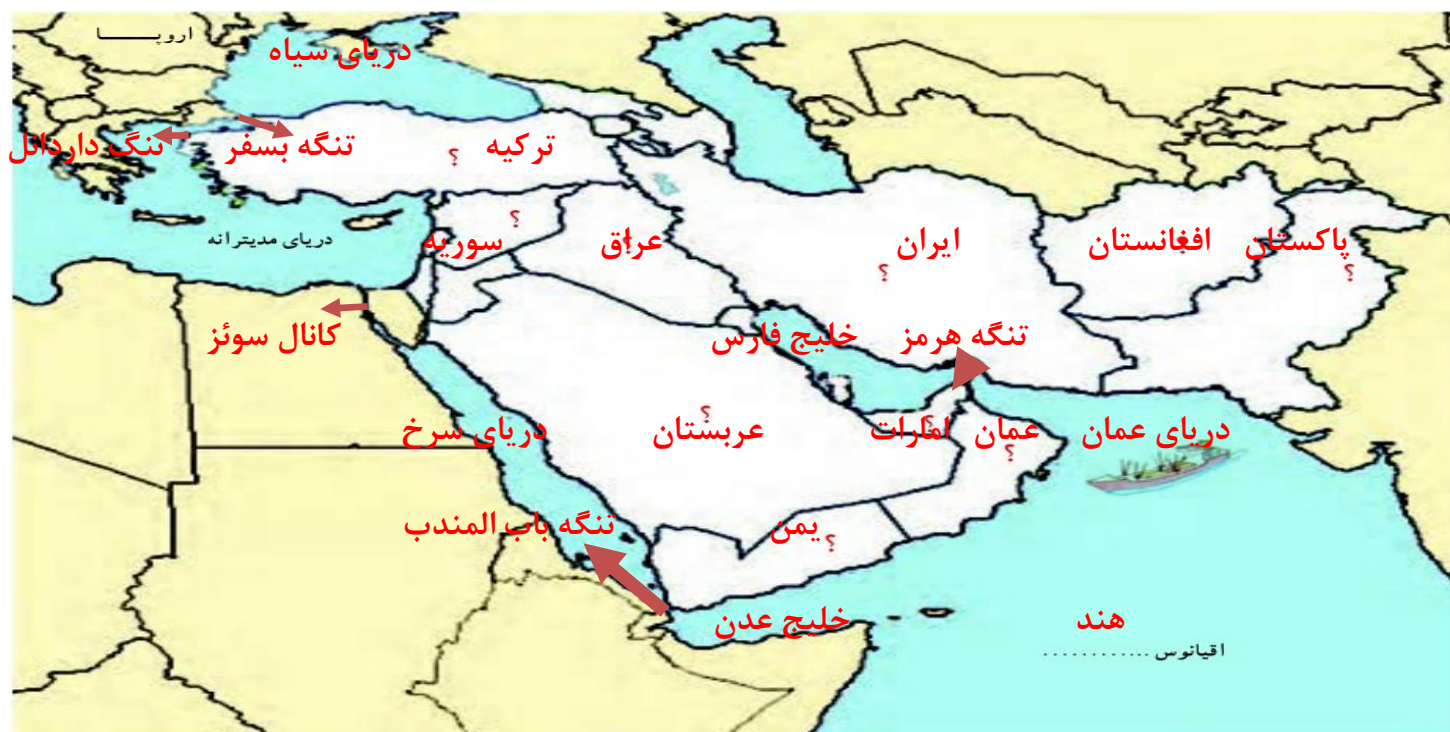 اروپــــــا
دریای سیاه
تنگ داردانل
تنگه بسفر
ترکیه
؟
دریای مدیترانه
سوریه
؟
عراق
؟
ایران
؟
افغانستان
؟
پاکستان
؟
کانال سوئز
خلیج فارس
تنگه هرمز
دریای سرخ
عربستان
؟
امارات
؟
عمان
؟
دریای عمان
تنگه باب المندب
یمن
؟
خلیج عدن
هند
اقیانوس ............